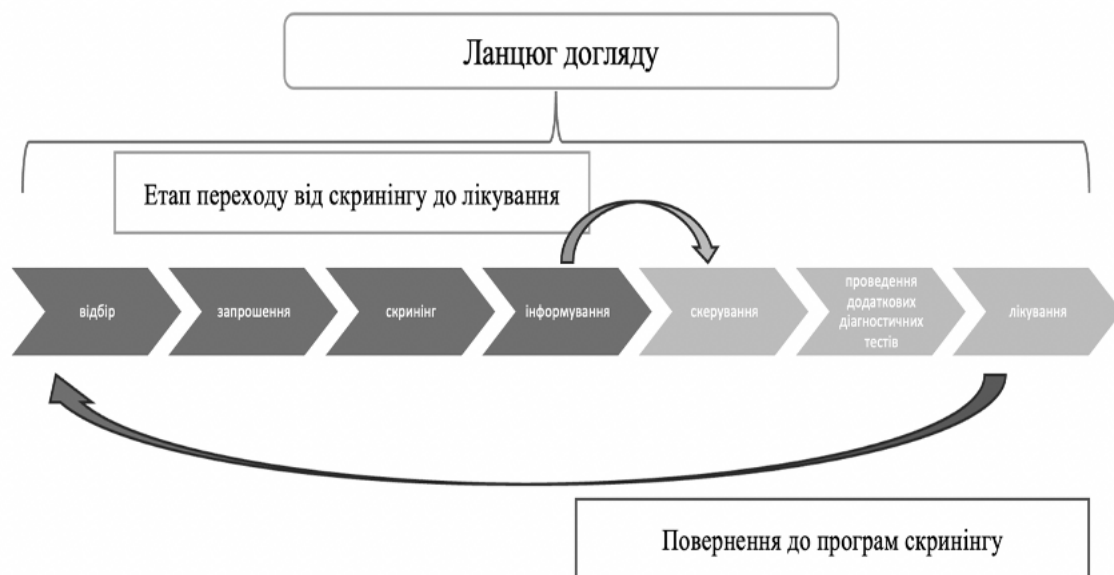 Ланцюг догляду
Етап переходу від скринінгу до лікування
відбір
запрошення
скринінг
інформування
скерування
проведення
додаткових
діагностичних
тестів
лікування
Повернення до програм скринінгу